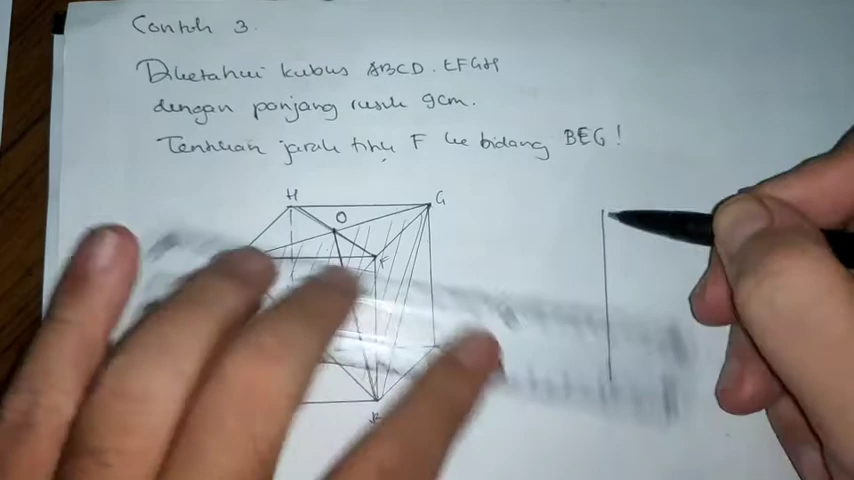 Contoh 3.
Diketahui kubus ABCD.EFGH
dengan panjang rusuk 9cm.
Tentukan jarak titik F ke bidang BEG!
H
G
O
F
B